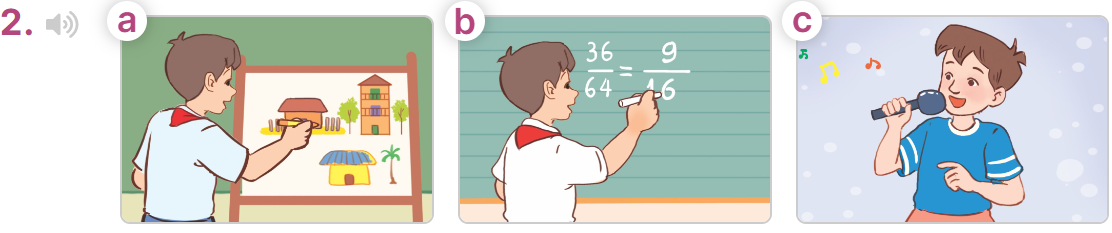 2. a b c
36/64 = 9/16